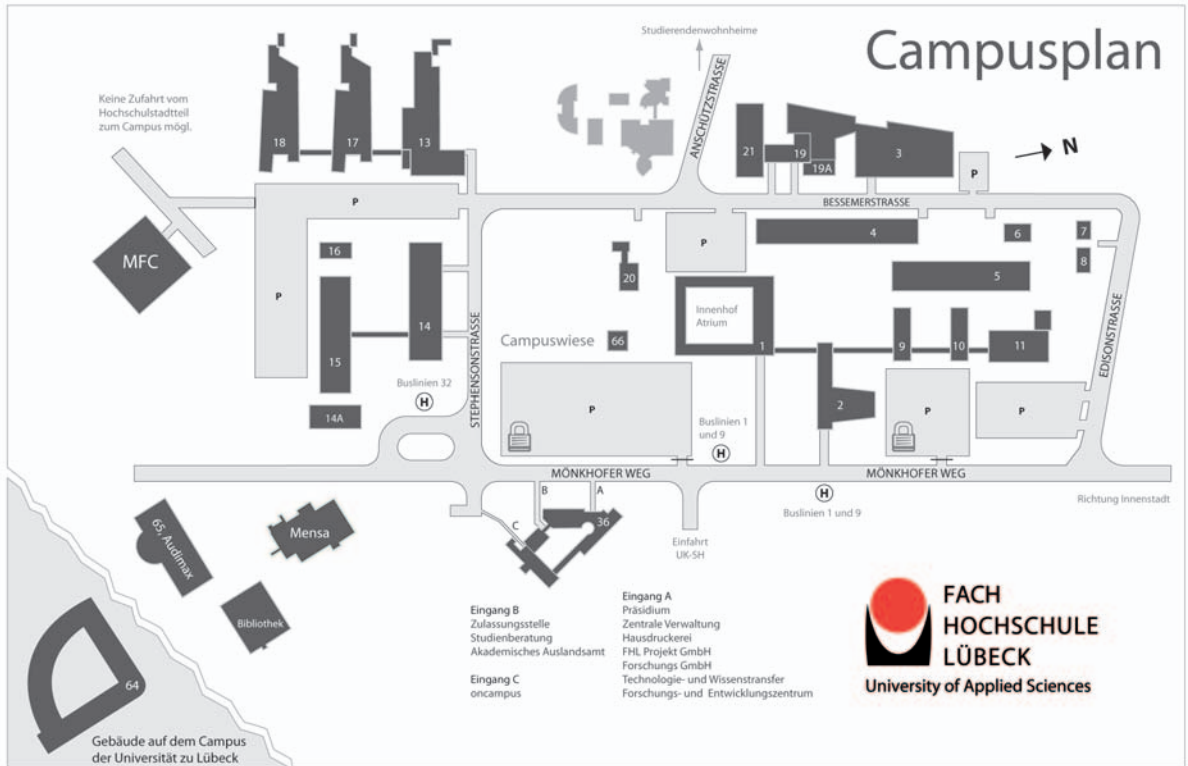 Campusplan
Studierendenwohnheime
Keine Zufahrt vom
Hochschulstadtteil
zum Campus mögl.
ANSCHÜTZSTRASSE
N
18
17
13
21
19
19A
3
P
P
BESSEMERSTRASSE
MFC
16
P
4
6
7
8
P
14
20
5
Innenhof
Atrium
15
STEPHENSONSTRASSE
Campuswiese
66
1
9
10
11
EDISONSTRASSE
Buslinien 32
H
14A
P
2
P
P
Buslinien 1
und 9
H
MÖNKHOFER WEG
MÖNKHOFER WEG
H
Buslinien 1 und 9
Richtung Innenstadt
B
A
C
36
Einfahrt
UK-SH
65, Audimax
Mensa
Bibliothek
64
Gebäude auf dem Campus
der Universität zu Lübeck
Eingang B
Zulassungsstelle
Studienberatung
Akademisches Auslandsamt
Eingang C
oncampus
Eingang A
Präsidium
Zentrale Verwaltung
Hausdruckerei
FHL Projekt GmbH
Forschungs GmbH
Technologie- und Wissenstransfer
Forschungs- und Entwicklungszentrum
FACH
HOCHSCHULE
LÜBECK
University of Applied Sciences